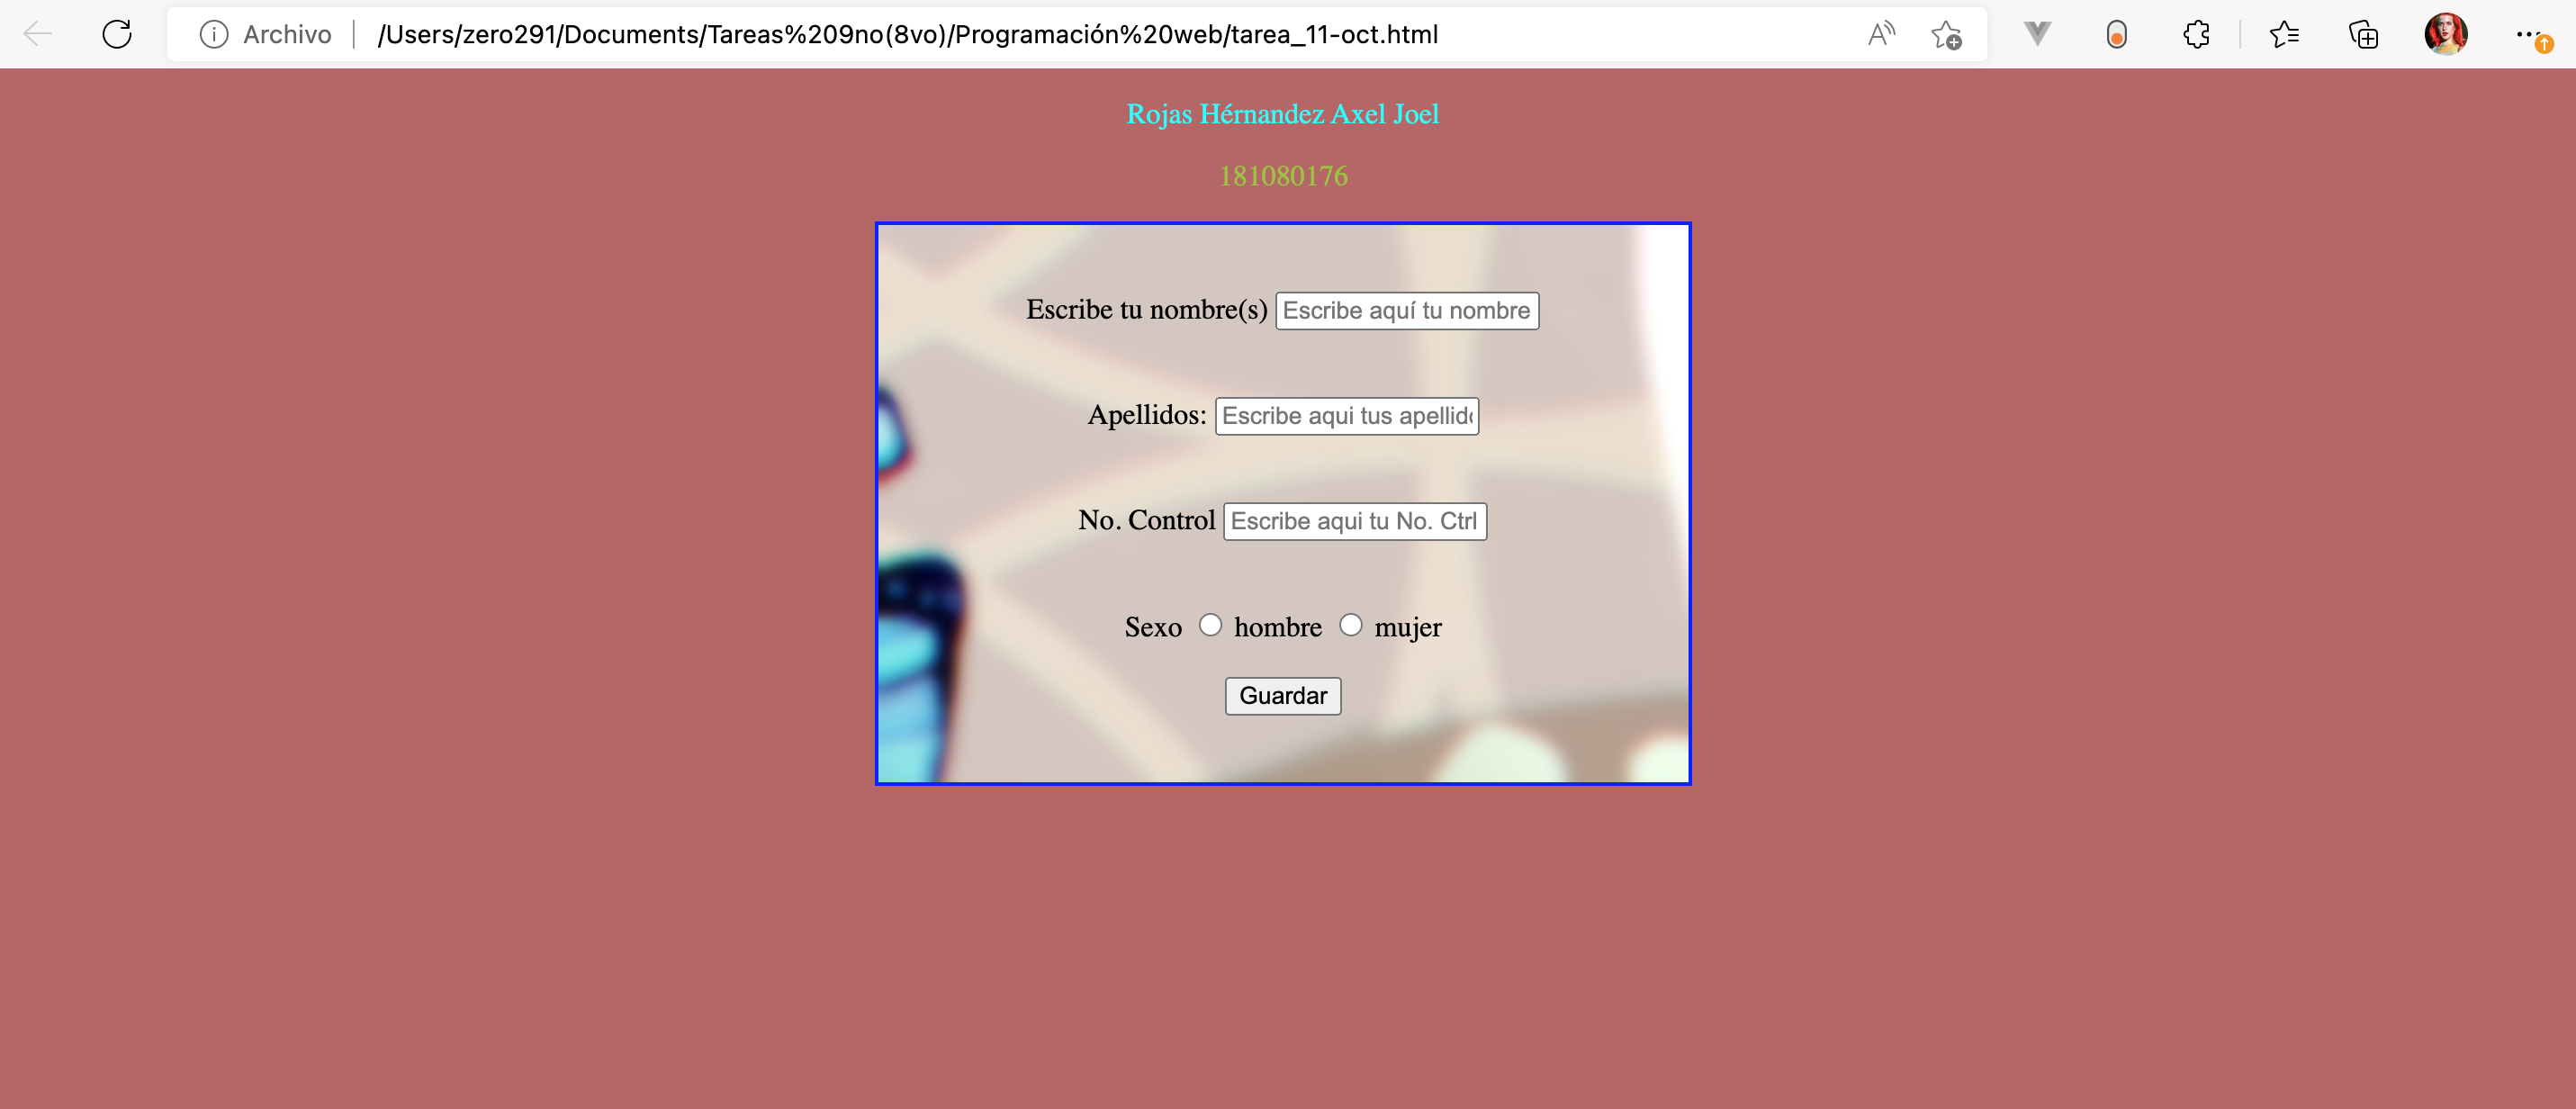 Archivo /Users/zero291/Documents/Tareas%209no(8vo)/Programación%20web/tarea_11-oct.html
Rojas Hérnandez Axel Joel
181080176
Escribe tu nombre(s) Escribe aquí tu nombre
Apellidos: Escribe aqui tus apellido
No. Control Escribe aqui tu No. Ctrl
Sexo hombre mujer
Guardar